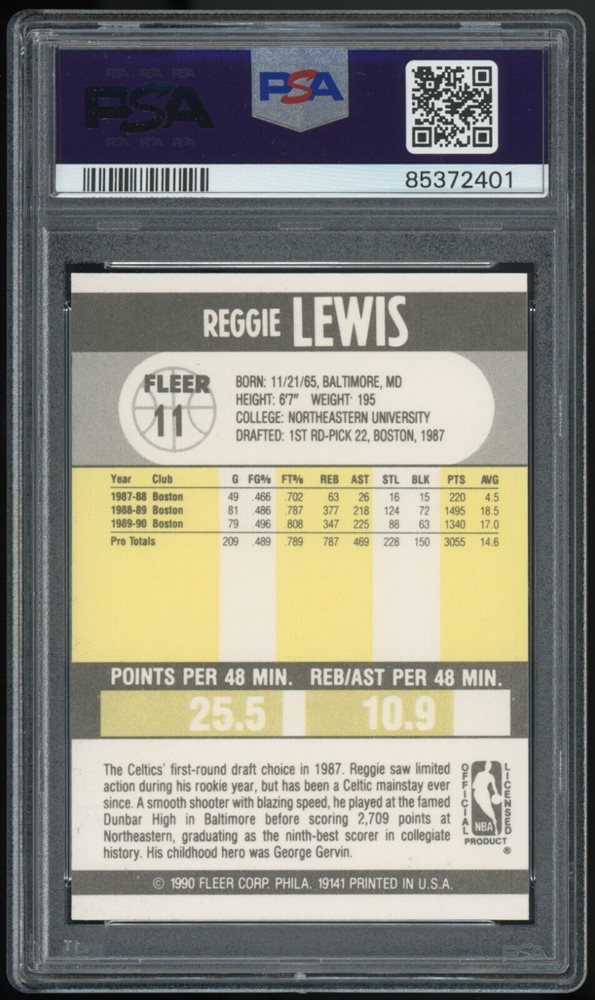 PSA PSA PSA
PSA
PSA PSA PSA
PSA
85372401
REGGIE LEWIS
FLEER
11
BORN: 11/21/65, BALTIMORE, MD
HEIGHT: 6'7" WEIGHT: 195
COLLEGE: NORTHEASTERN UNIVERSITY
DRAFTED: 1ST RD-PICK 22, BOSTON, 1987
Year Club G FG% FT% REB AST STL BLK PTS AVG
1987-88 Boston 49 .466 .702 63 26 16 15 220 4.5
1988-89 Boston 81 .486 .787 377 218 124 72 1495 18.5
1989-90 Boston 79 .496 .808 347 225 88 63 1340 17.0
Pro Totals 209 .489 .789 787 469 228 150 3055 14.6
POINTS PER 48 MIN. REB/AST PER 48 MIN.
25.5 10.9
The Celtics' first-round draft choice in 1987. Reggie saw limited
action during his rookie year, but has been a Celtic mainstay ever
since. A smooth shooter with blazing speed, he played at the famed
Dunbar High in Baltimore before scoring 2,709 points at
Northeastern, graduating as the ninth-best scorer in collegiate
history. His childhood hero was George Gervin.
OFFICIAL
LICENSED
NBA
PRODUCT
®
© 1990 FLEER CORP. PHILA. 19141 PRINTED IN U.S.A.
PSA